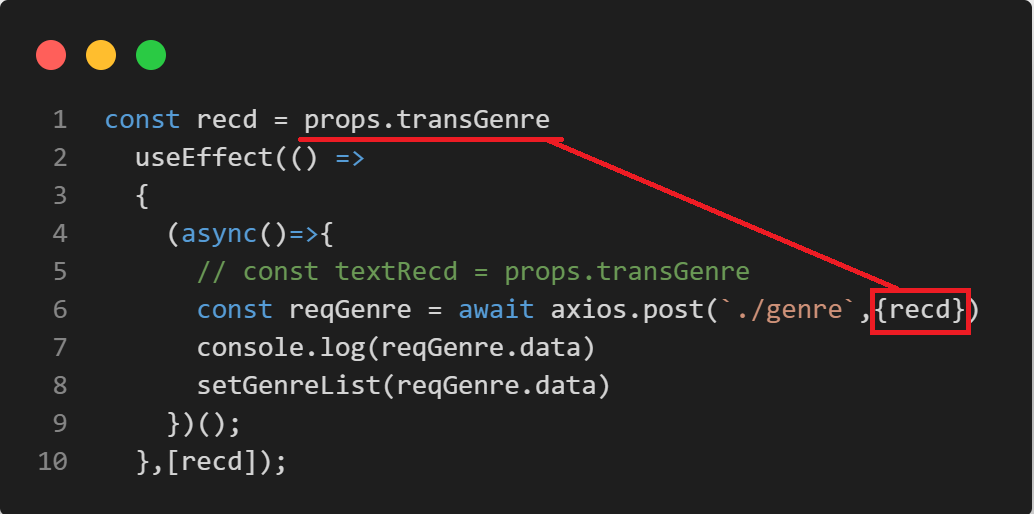 1 const recd = props.transGenre
2 useEffect(() =>
3 {
4 (async()=>{
5 // const textRecd = props.transGenre
6 const reqGenre = await axios.post(`./genre`,{recd})
7 console.log(reqGenre.data)
8 setGenreList(reqGenre.data)
9 })();
10 },[recd]);